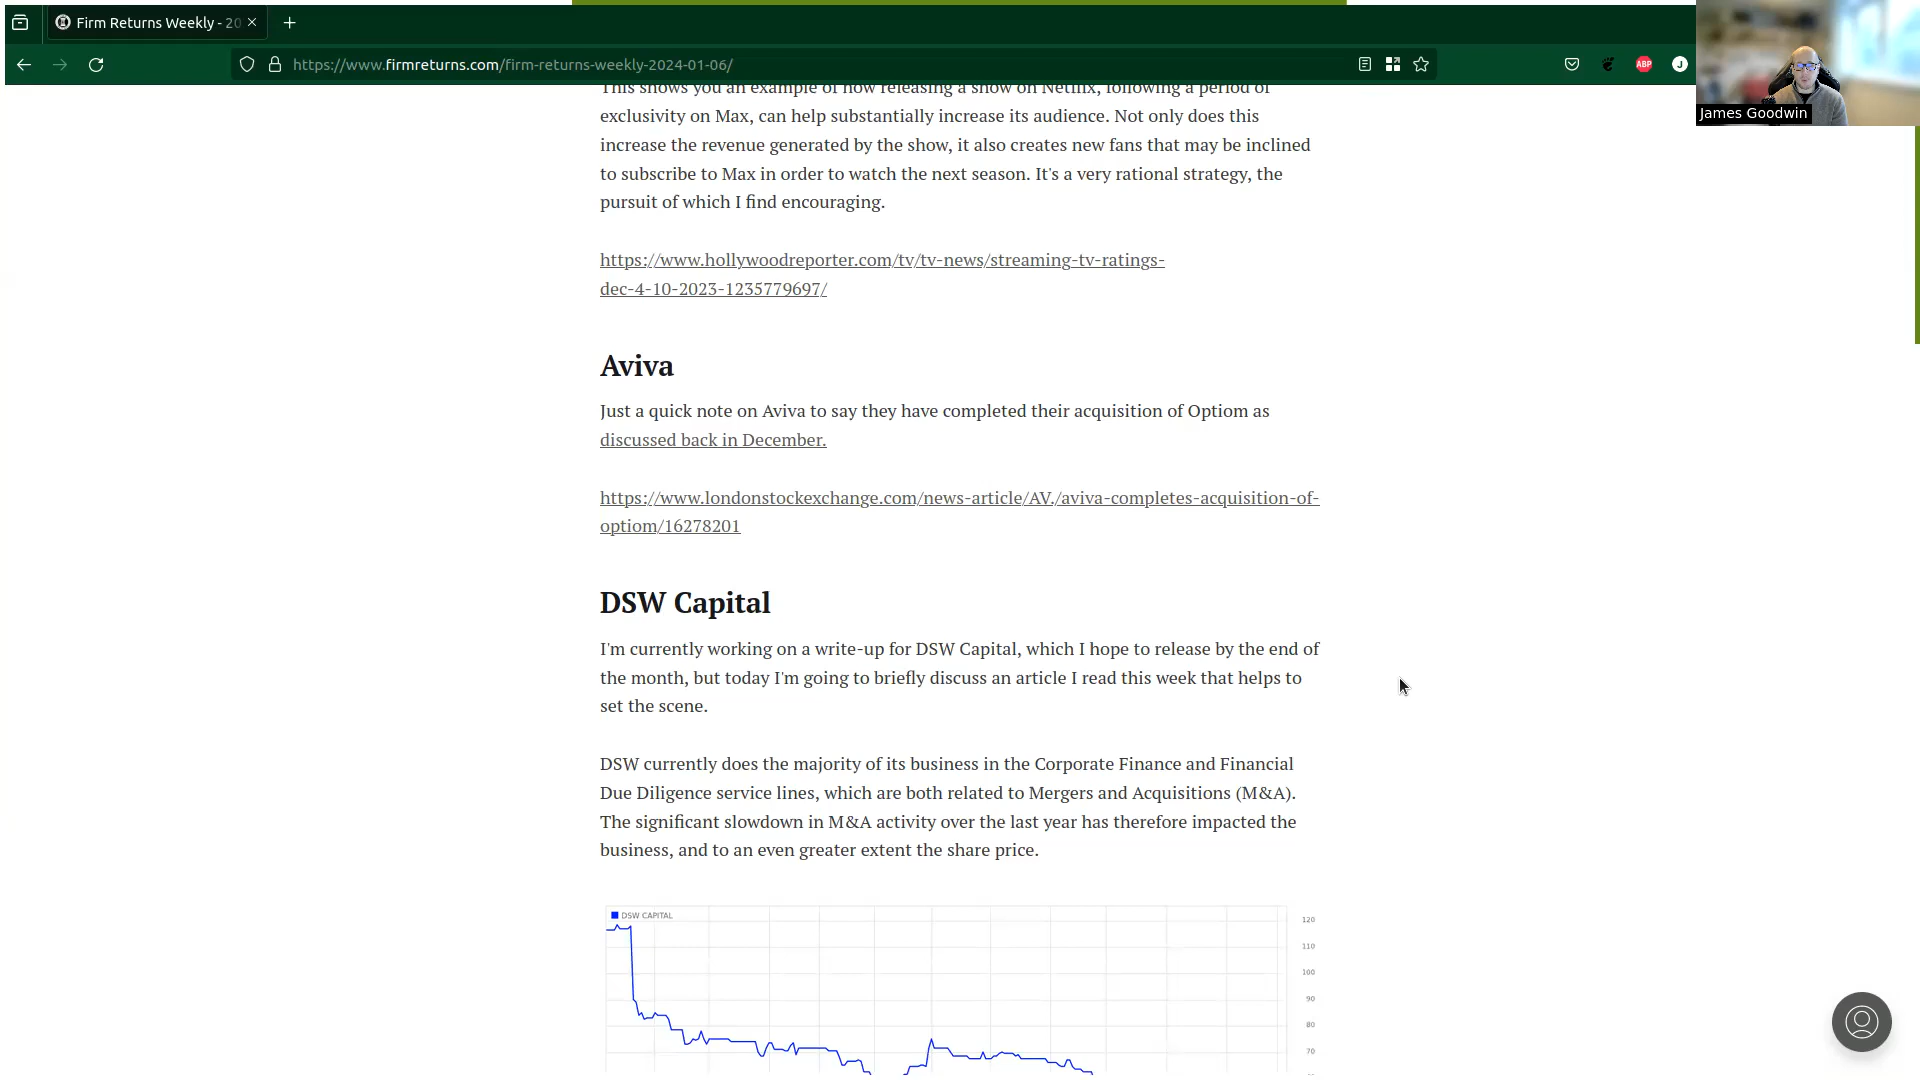 Firm Returns Weekly - 20
https://www.firmreturns.com/firm-returns-weekly-2024-01-06/
ABP
J
James Goodwin
This shows you an example of how releasing a show on Netflix, following a period of
exclusivity on Max, can help substantially increase its audience. Not only does this
increase the revenue generated by the show, it also creates new fans that may be inclined
to subscribe to Max in order to watch the next season. It's a very rational strategy, the
pursuit of which I find encouraging.
https://www.hollywoodreporter.com/tv/tv-news/streaming-tv-ratings-
dec-4-10-2023-1235779697/
Aviva
Just a quick note on Aviva to say they have completed their acquisition of Optiom as
discussed back in December.
https://www.londonstockexchange.com/news-article/AV./aviva-completes-acquisition-of-
optiom/16278201
DSW Capital
I'm currently working on a write-up for DSW Capital, which I hope to release by the end of
the month, but today I'm going to briefly discuss an article I read this week that helps to
set the scene.
DSW currently does the majority of its business in the Corporate Finance and Financial
Due Diligence service lines, which are both related to Mergers and Acquisitions (M&A).
The significant slowdown in M&A activity over the last year has therefore impacted the
business, and to an even greater extent the share price.
DSW CAPITAL
120
110
100
90
80
70